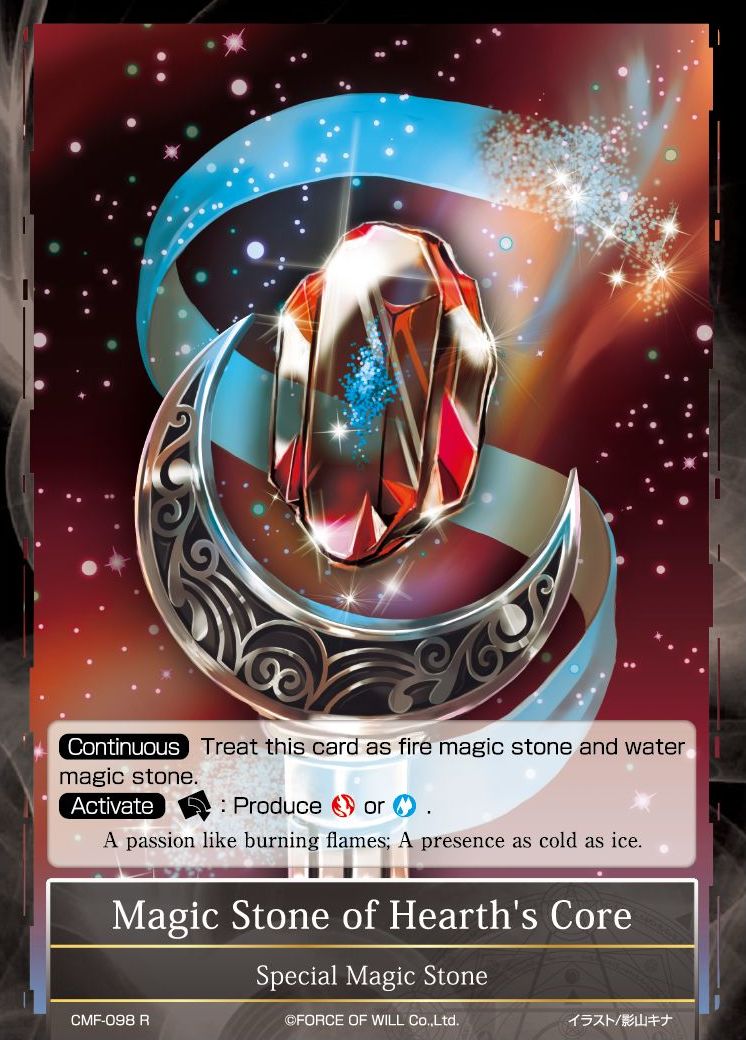 Continuous Treat this card as fire magic stone and water
magic stone.
Activate : Produce or .
A passion like burning flames; A presence as cold as ice.
Magic Stone of Hearth's Core
Special Magic Stone
CMF-098 R ©FORCE OF WILL Co.,Ltd. イラスト/影山キナ